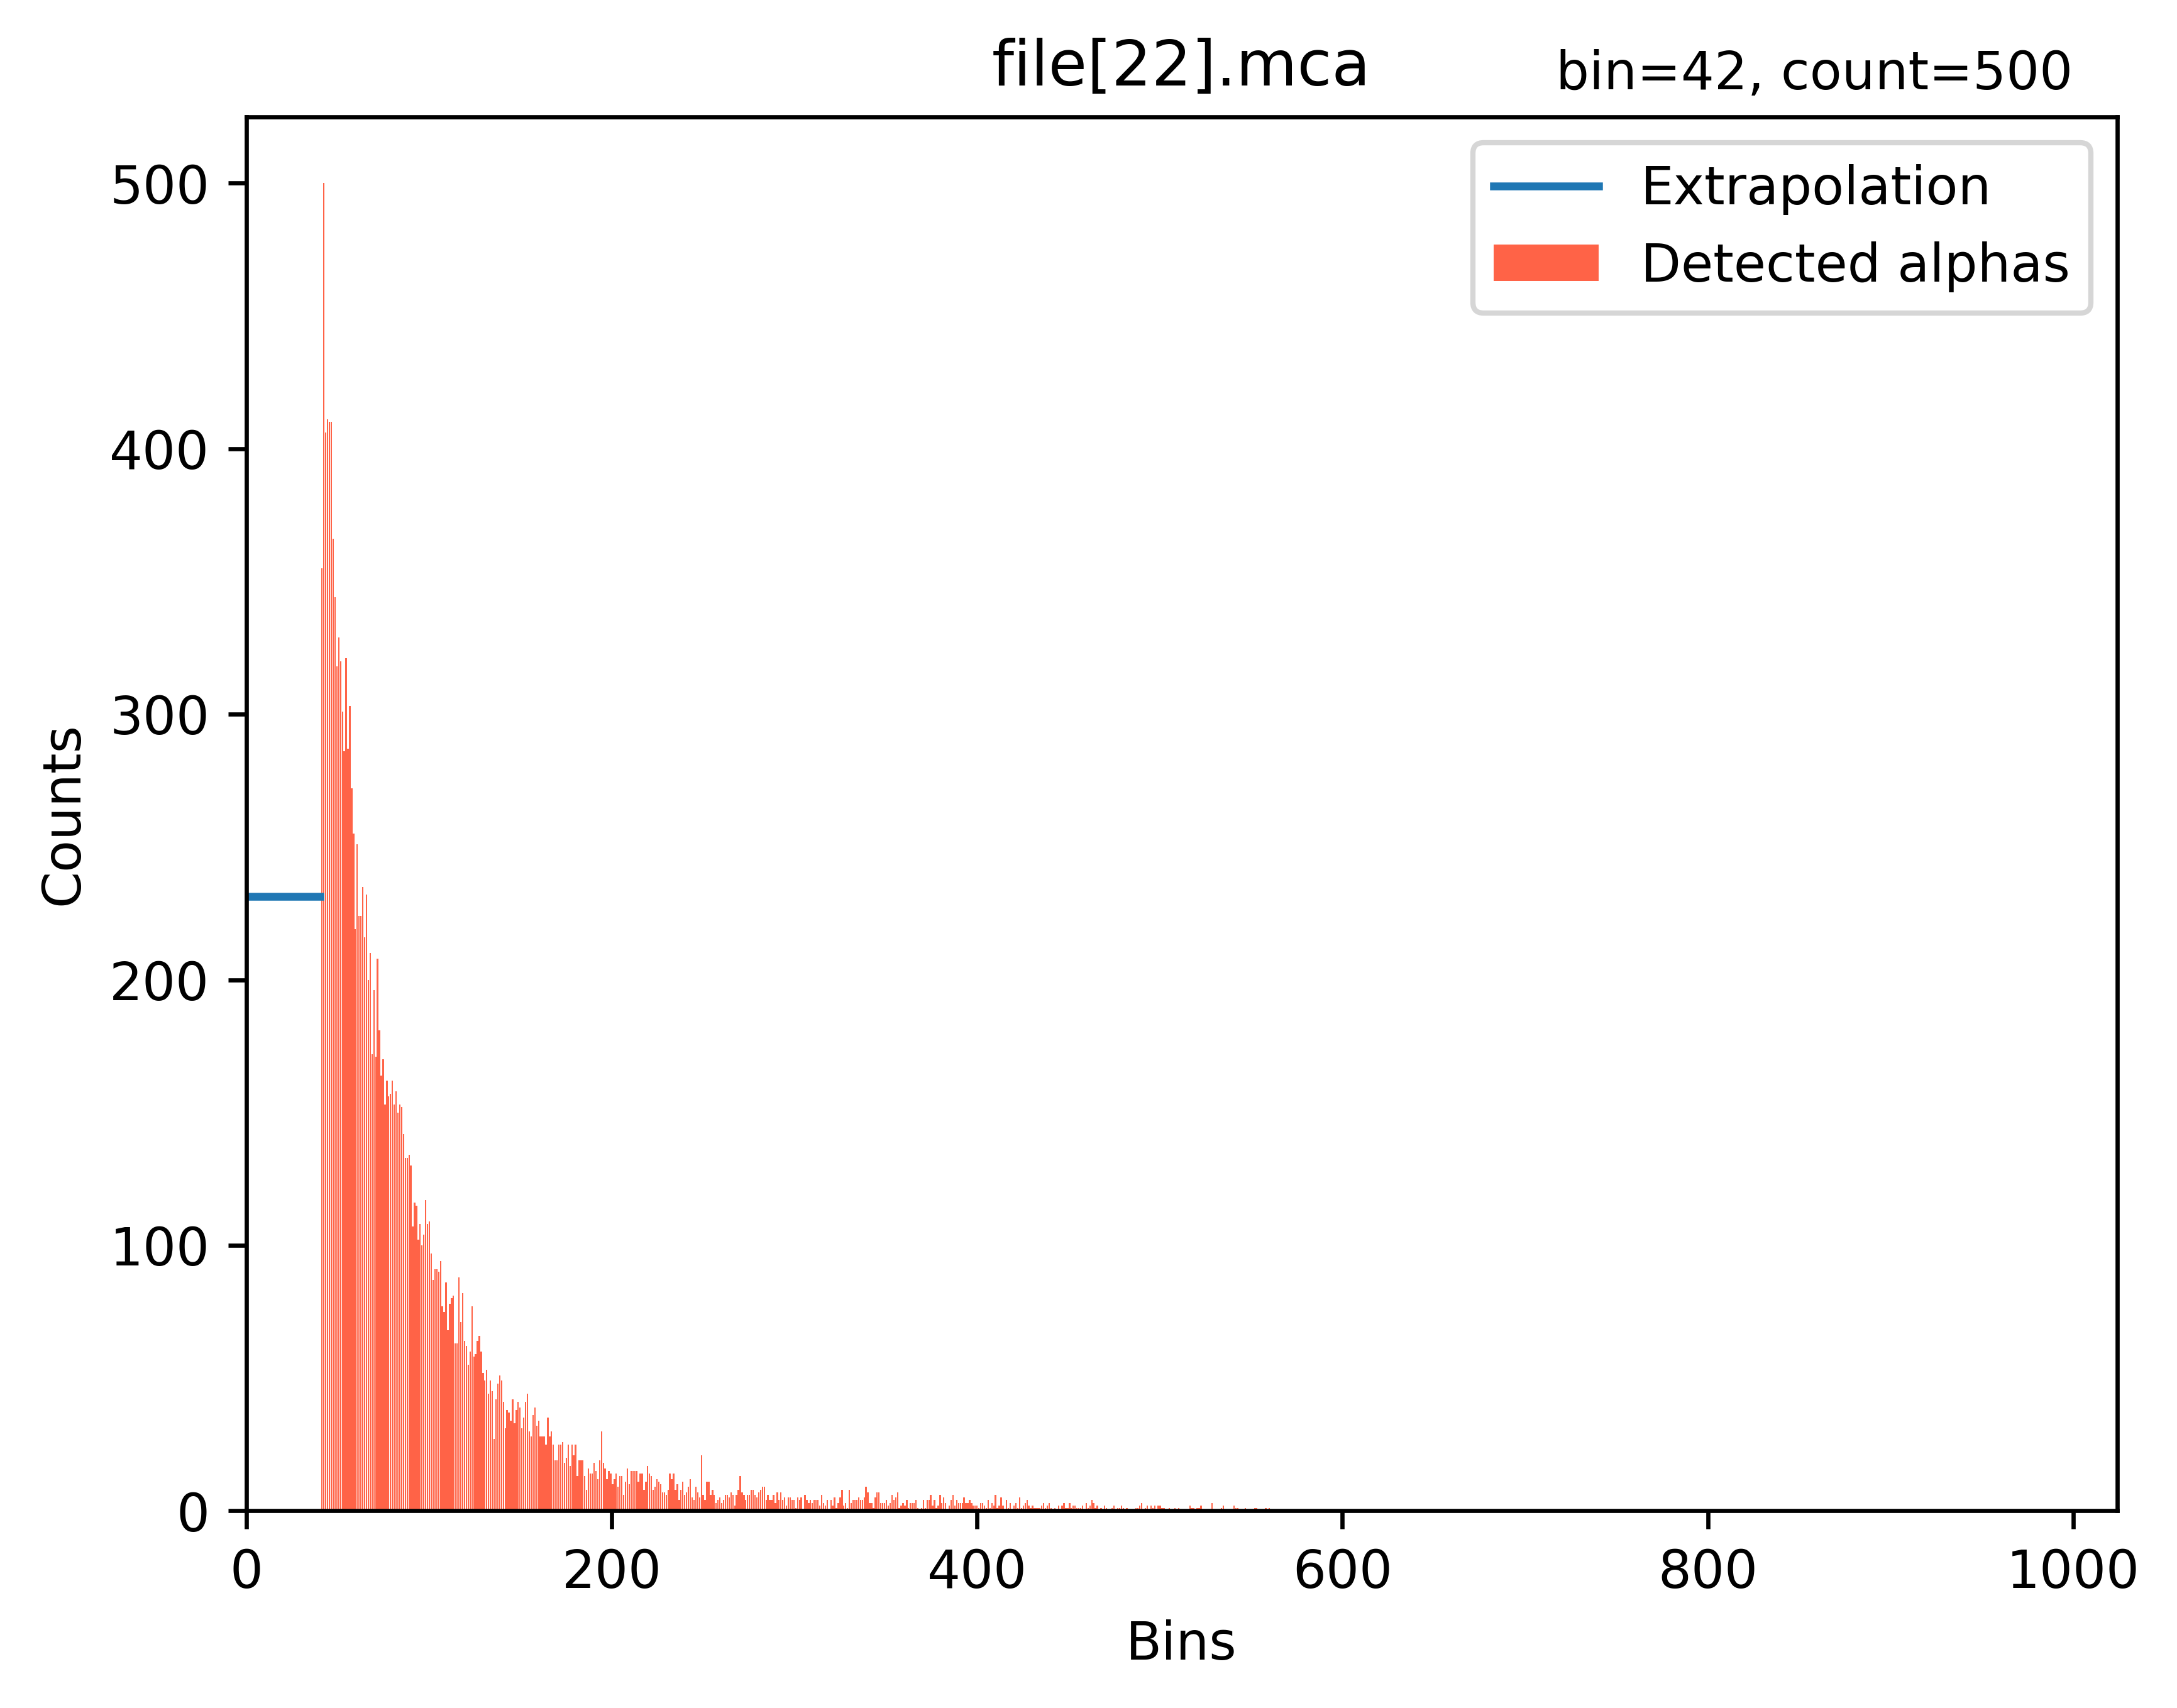 file[22].mca
bin=42, count=500
Extrapolation
Detected alphas
500
400
300
200
100
0
Counts
0 200 400 600 800 1000
Bins